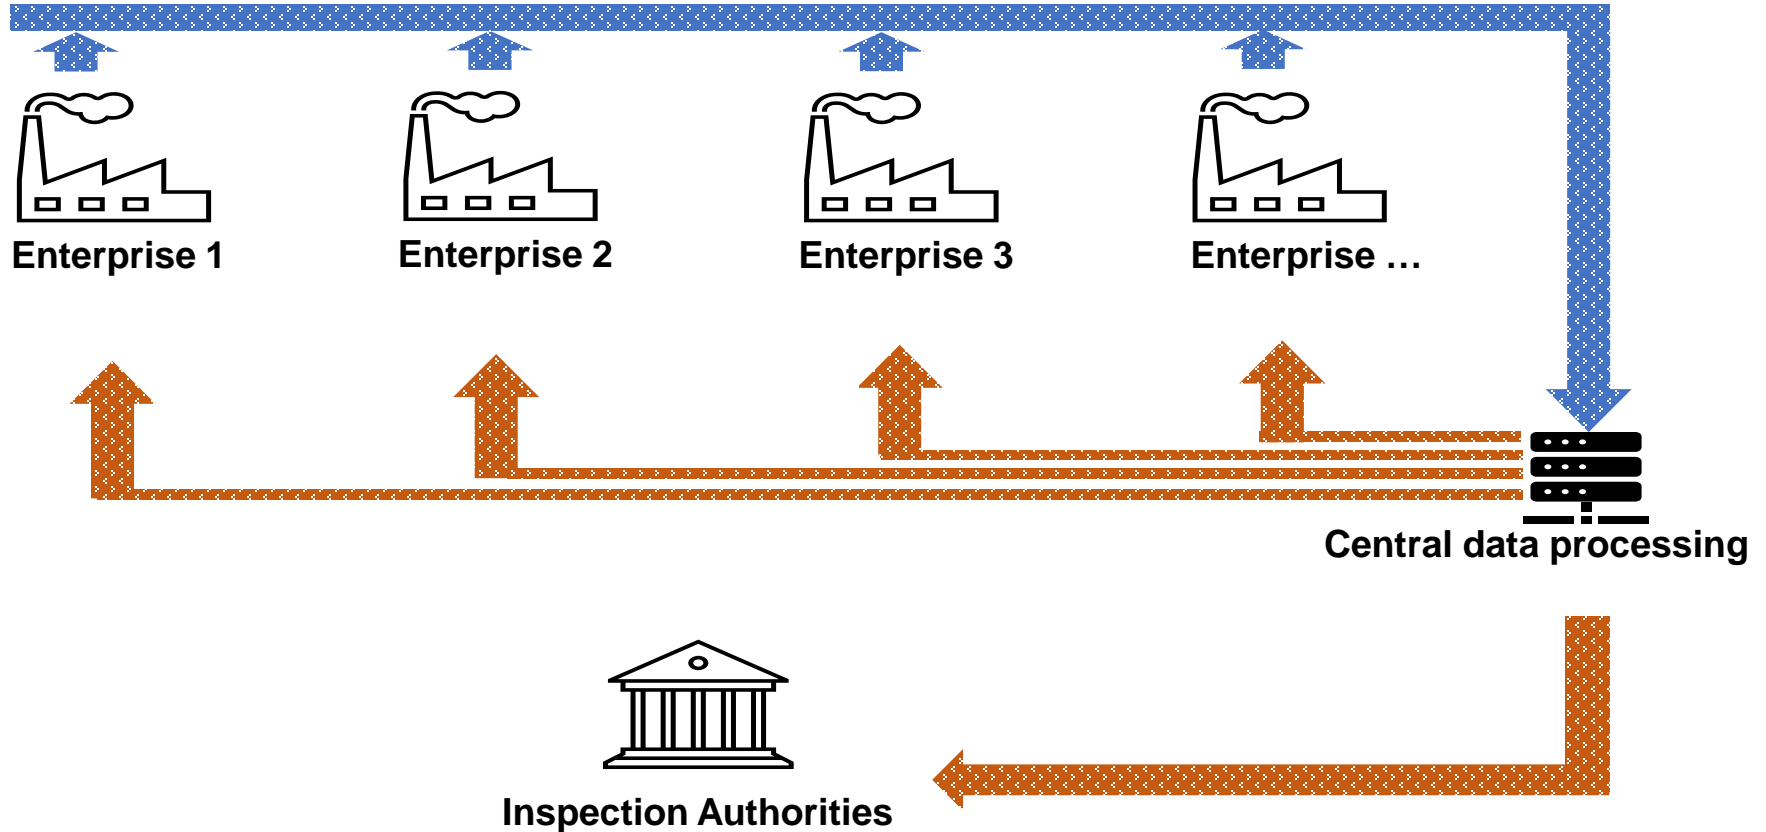 Enterprise 1
Enterprise 2
Enterprise 3
Enterprise …
Central data processing
Inspection Authorities